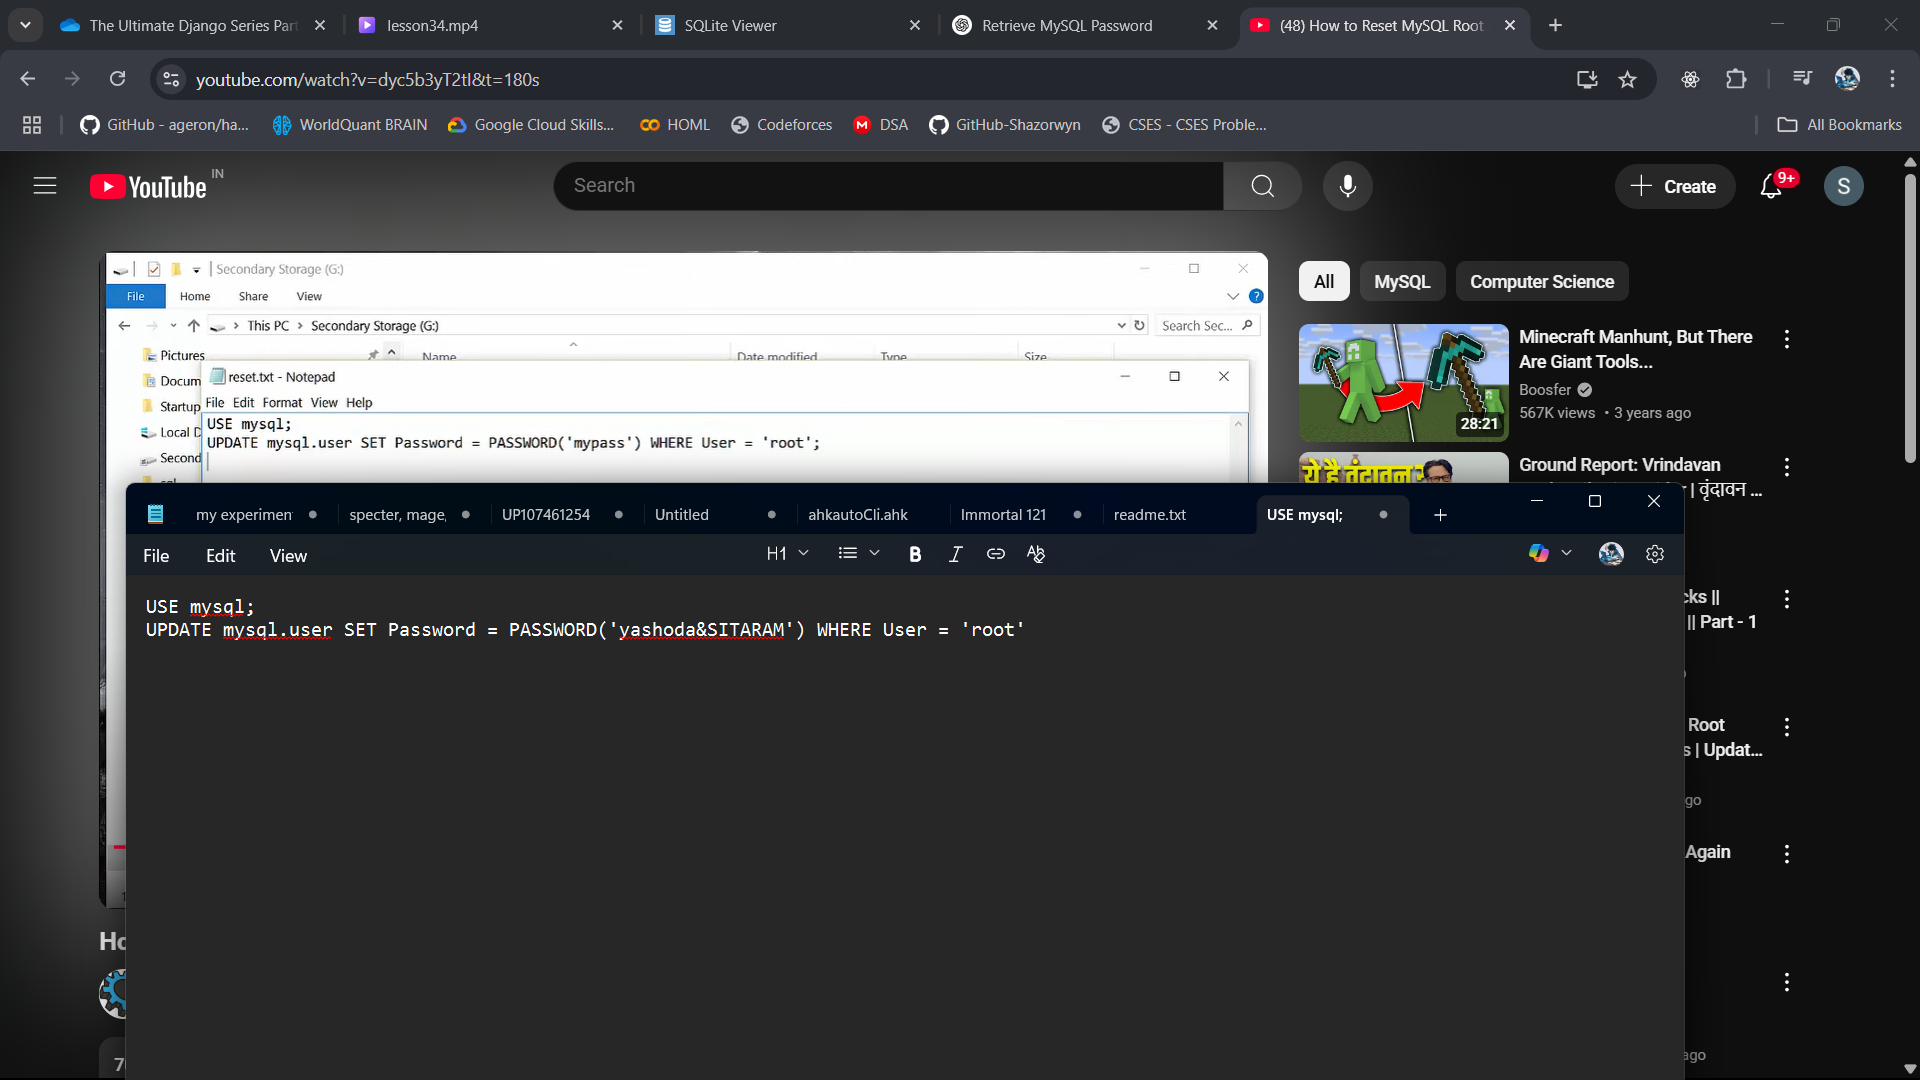 The Ultimate Django Series Part
lesson34.mp4
SQLite Viewer
Retrieve MySQL Password
(48) How to Reset MySQL Root
youtube.com/watch?v=dyc5b3yT2tI&t=180s
GitHub - ageron/ha...
WorldQuant BRAIN
Google Cloud Skills...
HOML
Codeforces
DSA
GitHub-Shazorwyn
CSES - CSES Proble...
All Bookmarks
YouTube IN
Search
Create
9+
S
Secondary Storage (G:)
File Home Share View
This PC > Secondary Storage (G:)
Search Sec...
Pictures
Name Date modified Type Size
Docum
Startup
Local D
Second
reset.txt - Notepad
File Edit Format View Help
USE mysql;
UPDATE mysql.user SET Password = PASSWORD('mypass') WHERE User = 'root';
All
MySQL
Computer Science
Minecraft Manhunt, But There
Are Giant Tools...
Boosfer
567K views • 3 years ago
28:21
Ground Report: Vrindavan
| वृंदावन ...
my experimen
specter, mage,
UP107461254
Untitled
ahkautoCli.ahk
Immortal 121
readme.txt
USE mysql;
File Edit View
H1
USE mysql;
UPDATE mysql.user SET Password = PASSWORD('yashoda&SITARAM') WHERE User = 'root'
cks ||
|| Part - 1
Root
s | Updat...
go
Again
ago
Ho